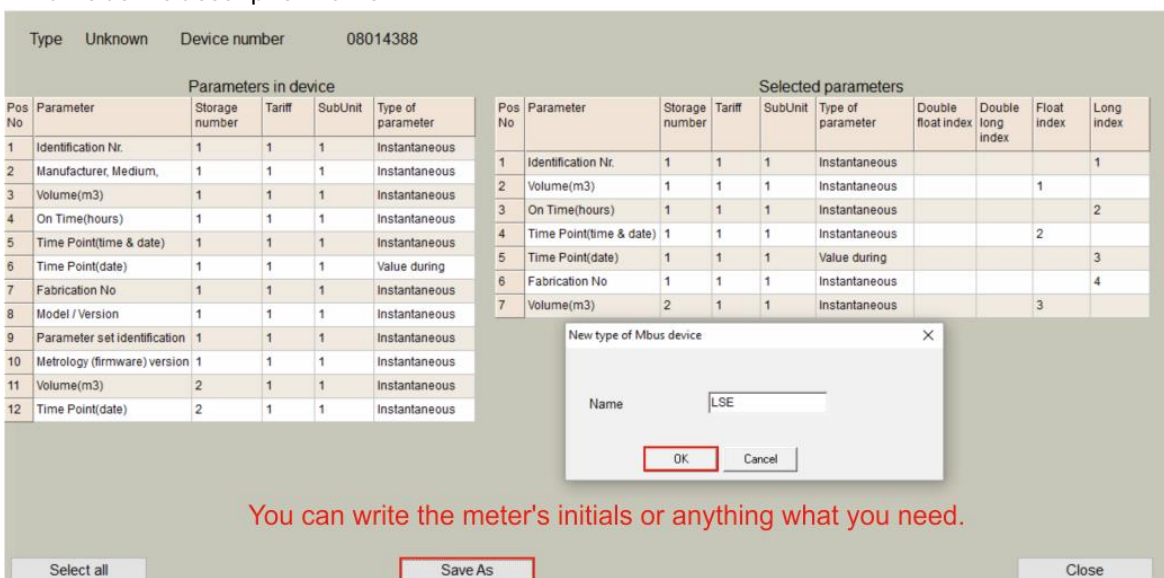 Type Unknown Device number 08014388
Parameters in device
Pos No Parameter Storage number Tariff SubUnit Type of parameter
1 Identification Nr. 1 1 1 Instantaneous
2 Manufacturer, Medium, 1 1 1 Instantaneous
3 Volume(m3) 1 1 1 Instantaneous
4 On Time(hours) 1 1 1 Instantaneous
5 Time Point(time & date) 1 1 1 Instantaneous
6 Time Point(date) 1 1 1 Value during
7 Fabrication No 1 1 1 Instantaneous
8 Model / Version 1 1 1 Instantaneous
9 Parameter set identification 1 1 1 Instantaneous
10 Metrology (firmware) version 1 1 1 Instantaneous
11 Volume(m3) 2 1 1 Instantaneous
12 Time Point(date) 2 1 1 Instantaneous
Selected parameters
Pos No Parameter Storage number Tariff SubUnit Type of parameter Double float index Double long index Float index Long index
1 Identification Nr. 1 1 1 Instantaneous 1
2 Volume(m3) 1 1 1 Instantaneous 1
3 On Time(hours) 1 1 1 Instantaneous 2
4 Time Point(time & date) 1 1 1 Instantaneous 2
5 Time Point(date) 1 1 1 Value during 3
6 Fabrication No 1 1 1 Instantaneous 4
7 Volume(m3) 2 1 1 Instantaneous 3
New type of Mbus device
Name LSE
OK Cancel
You can write the meter's initials or anything what you need.
Select all Save As Close